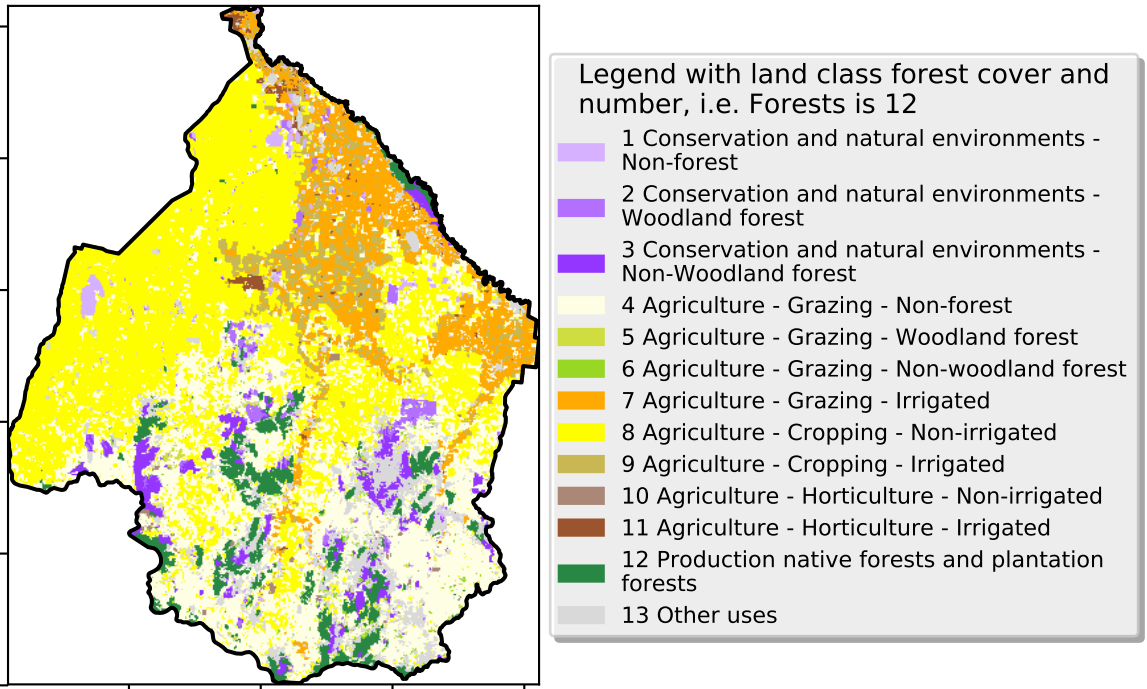 Legend with land class forest cover and
number, i.e. Forests is 12
1 Conservation and natural environments -
Non-forest
2 Conservation and natural environments -
Woodland forest
3 Conservation and natural environments -
Non-Woodland forest
4 Agriculture - Grazing - Non-forest
5 Agriculture - Grazing - Woodland forest
6 Agriculture - Grazing - Non-woodland forest
7 Agriculture - Grazing - Irrigated
8 Agriculture - Cropping - Non-irrigated
9 Agriculture - Cropping - Irrigated
10 Agriculture - Horticulture - Non-irrigated
11 Agriculture - Horticulture - Irrigated
12 Production native forests and plantation
forests
13 Other uses